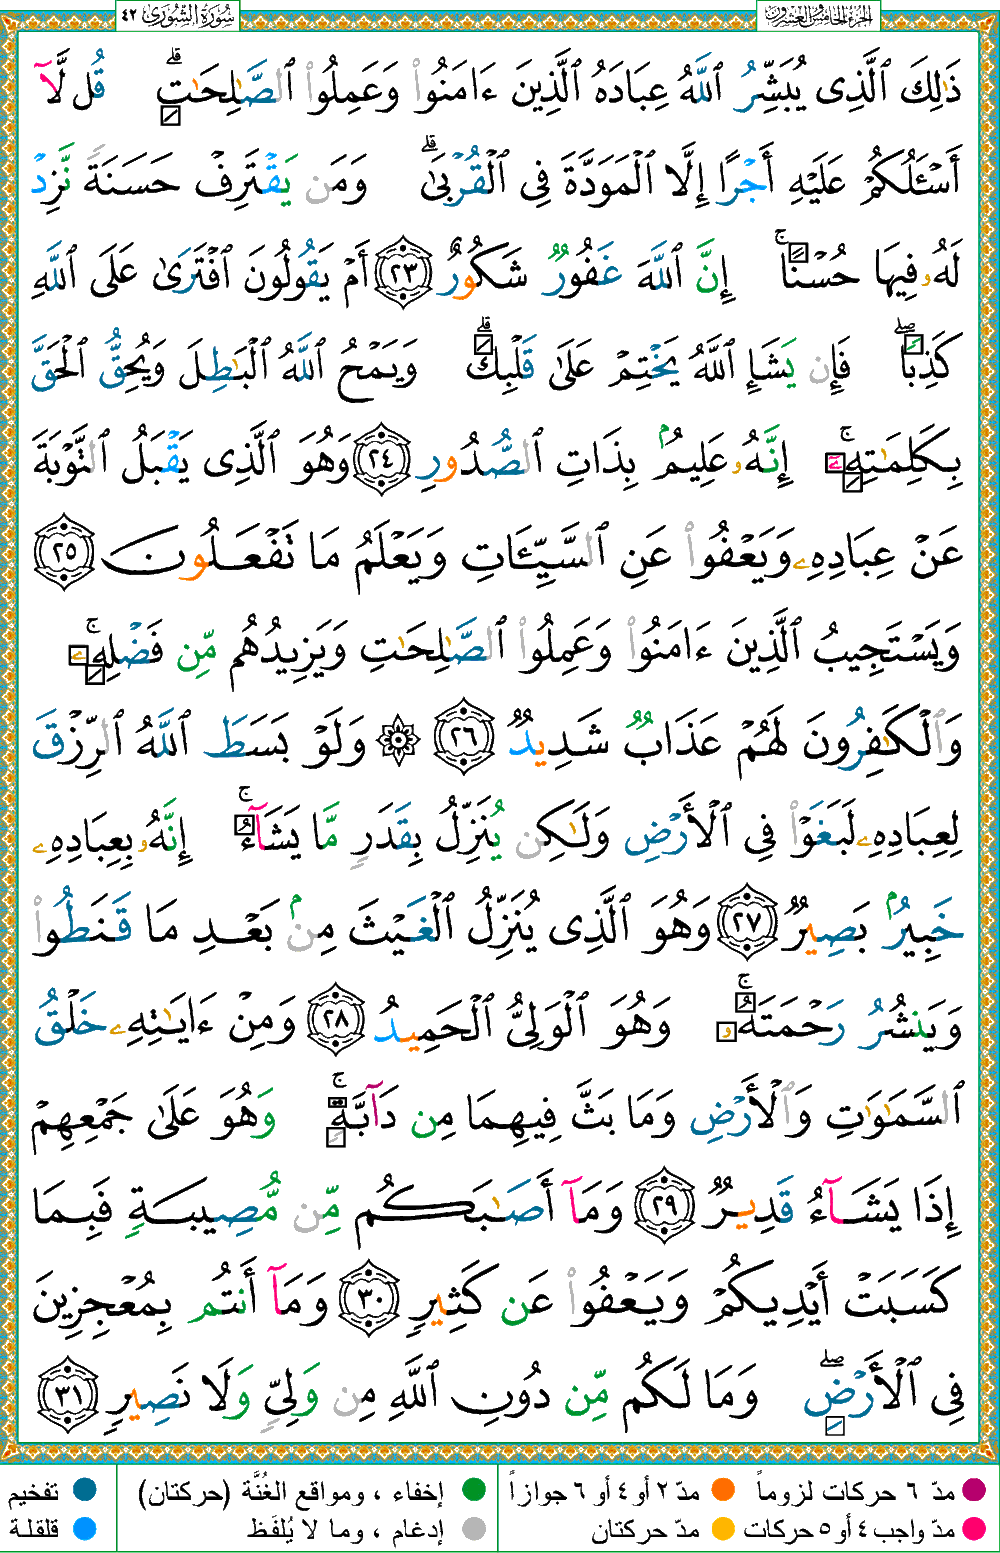 الجزء الخامس والعشرون
سُورَةُ الشُّورَىٰ ٤٢
ذَٰلِكَ ٱلَّذِى يُبَشِّرُ ٱللَّهُ عِبَادَهُ ٱلَّذِينَ ءَامَنُوا۟ وَعَمِلُوا۟ ٱلصَّٰلِحَٰتِ ۗ قُل لَّآ
أَسْـَٔلُكُمْ عَلَيْهِ أَجْرًا إِلَّا ٱلْمَوَدَّةَ فِى ٱلْقُرْبَىٰ ۗ وَمَن يَقْتَرِفْ حَسَنَةً نَّزِدْ
لَهُۥ فِيهَا حُسْنًا ۚ إِنَّ ٱللَّهَ غَفُورٌ شَكُورٌ ٢٣ أَمْ يَقُولُونَ ٱفْتَرَىٰ عَلَى ٱللَّهِ
كَذِبًا ۖ فَإِن يَشَإِ ٱللَّهُ يَخْتِمْ عَلَىٰ قَلْبِكَ ۗ وَيَمْحُ ٱللَّهُ ٱلْبَٰطِلَ وَيُحِقُّ ٱلْحَقَّ
بِكَلِمَٰتِهِۦٓ ۚ إِنَّهُۥ عَلِيمٌۢ بِذَاتِ ٱلصُّدُورِ ٢٤ وَهُوَ ٱلَّذِى يَقْبَلُ ٱلتَّوْبَةَ
عَنْ عِبَادِهِۦ وَيَعْفُوا۟ عَنِ ٱلسَّيِّـَٔاتِ وَيَعْلَمُ مَا تَفْعَلُونَ ٢٥
وَيَسْتَجِيبُ ٱلَّذِينَ ءَامَنُوا۟ وَعَمِلُوا۟ ٱلصَّٰلِحَٰتِ وَيَزِيدُهُم مِّن فَضْلِهِۦ ۚ
وَٱلْكَٰفِرُونَ لَهُمْ عَذَابٌ شَدِيدٌ ٢٦ ۞ وَلَوْ بَسَطَ ٱللَّهُ ٱلرِّزْقَ
لِعِبَادِهِۦ لَبَغَوْا۟ فِى ٱلْأَرْضِ وَلَٰكِن يُنَزِّلُ بِقَدَرٍ مَّا يَشَآءُ ۚ إِنَّهُۥ بِعِبَادِهِۦ
خَبِيرٌۢ بَصِيرٌ ٢٧ وَهُوَ ٱلَّذِى يُنَزِّلُ ٱلْغَيْثَ مِنۢ بَعْدِ مَا قَنَطُوا۟
وَيَنشُرُ رَحْمَتَهُۥ ۚ وَهُوَ ٱلْوَلِىُّ ٱلْحَمِيدُ ٢٨ وَمِنْ ءَايَٰتِهِۦ خَلْقُ
ٱلسَّمَٰوَٰتِ وَٱلْأَرْضِ وَمَا بَثَّ فِيهِمَا مِن دَآبَّةٍ ۚ وَهُوَ عَلَىٰ جَمْعِهِمْ
إِذَا يَشَآءُ قَدِيرٌ ٢٩ وَمَآ أَصَٰبَكُم مِّن مُّصِيبَةٍ فَبِمَا
كَسَبَتْ أَيْدِيكُمْ وَيَعْفُوا۟ عَن كَثِيرٍ ٣٠ وَمَآ أَنتُم بِمُعْجِزِينَ
فِى ٱلْأَرْضِ ۖ وَمَا لَكُم مِّن دُونِ ٱللَّهِ مِن وَلِىٍّ وَلَا نَصِيرٍ ٣١
مدّ ٦ حركات لزوماً مدّ ٢ أو ٤ أو ٦ جوازاً إخفاء ، ومواقع الغُنَّة (حركتان) تفخيم
مدّ واجب ٤ أو ٥ حركات مدّ حركتان إدغام ، وما لا يُلفَظ قلقلة